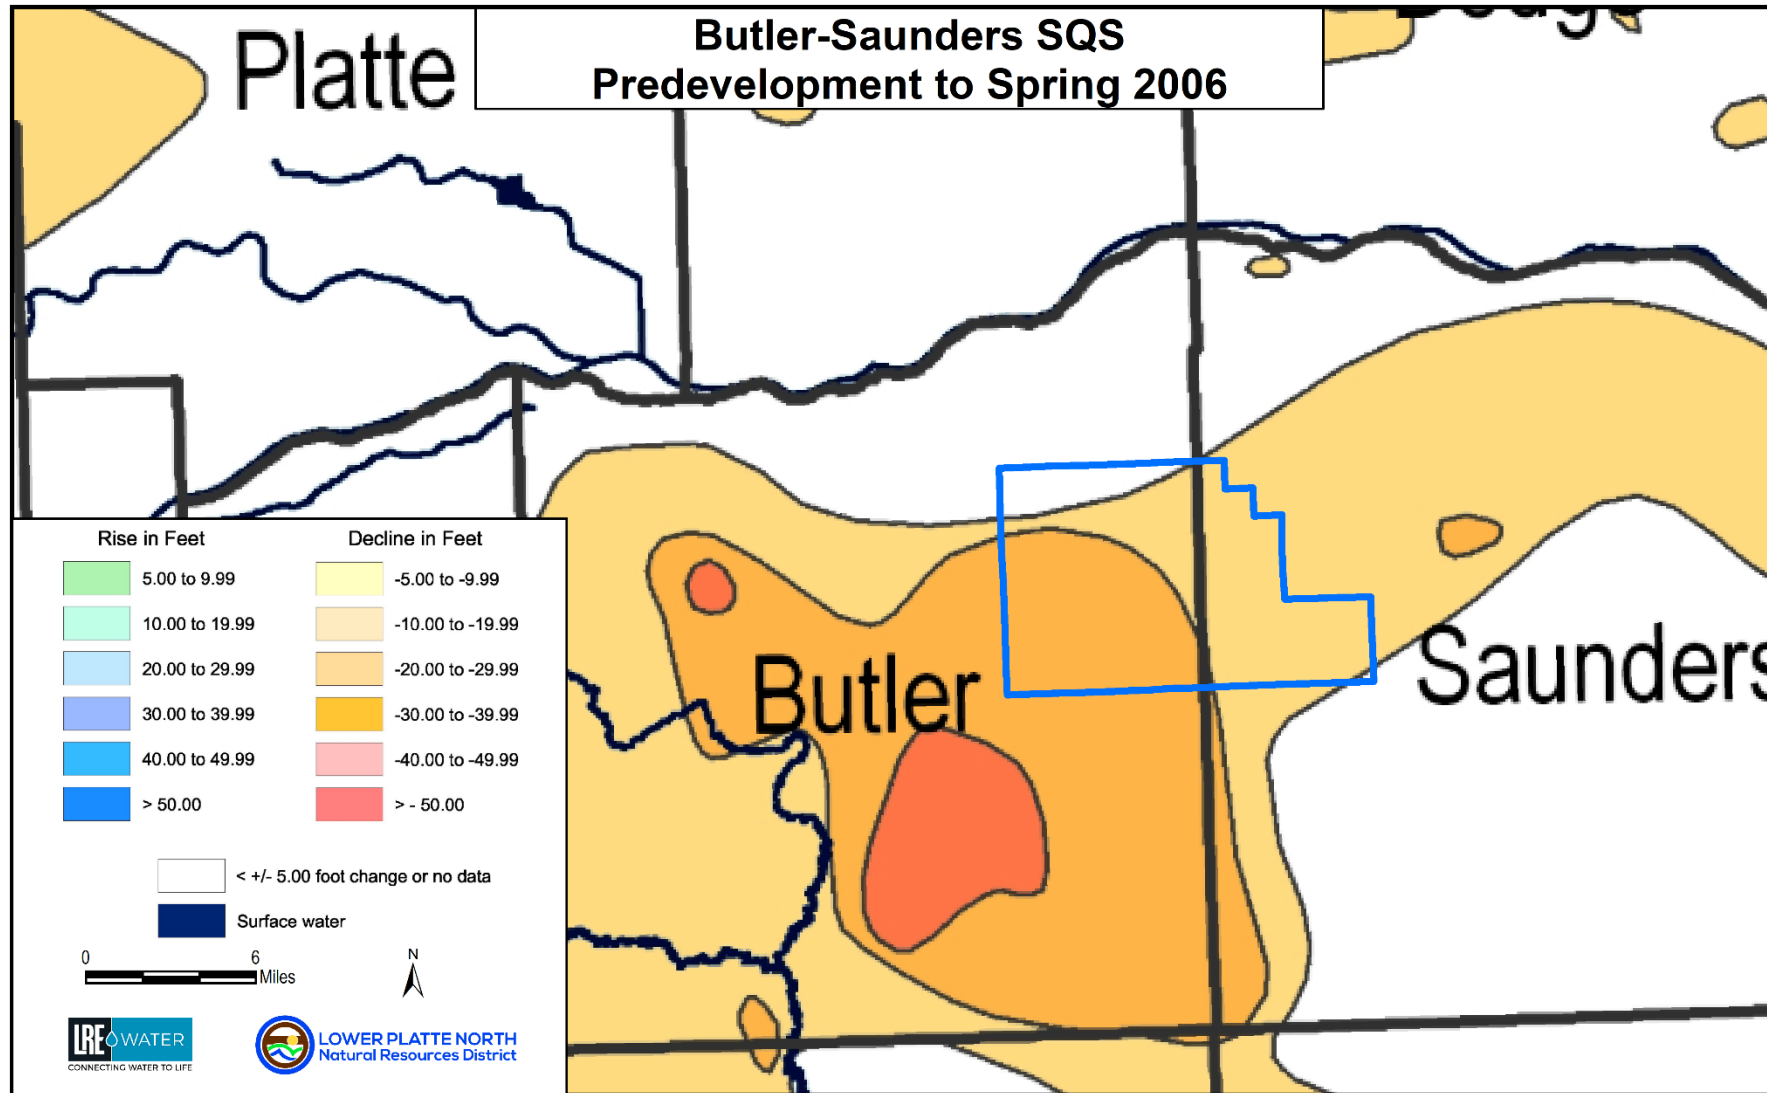 Butler-Saunders SQS
Predevelopment to Spring 2006
Platte
Butler
Saunders
Rise in Feet
5.00 to 9.99
10.00 to 19.99
20.00 to 29.99
30.00 to 39.99
40.00 to 49.99
> 50.00
Decline in Feet
-5.00 to -9.99
-10.00 to -19.99
-20.00 to -29.99
-30.00 to -39.99
-40.00 to -49.99
> - 50.00
< +/- 5.00 foot change or no data
Surface water
0 6
Miles
N
LRE WATER
CONNECTING WATER TO LIFE
LOWER PLATTE NORTH
Natural Resources District